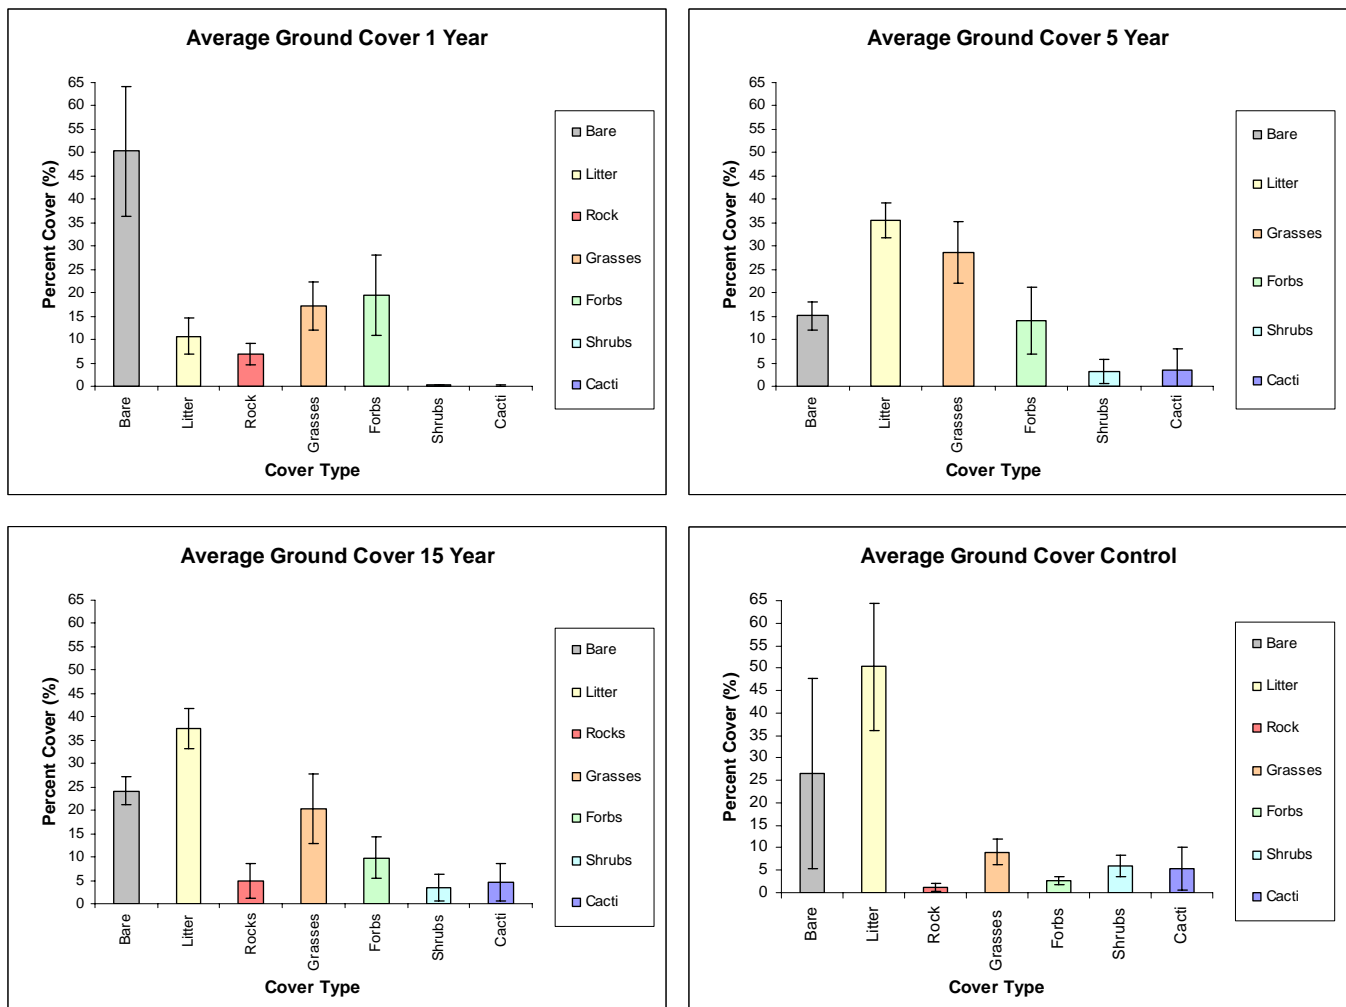 Average Ground Cover 1 Year
65
60
55
50
45
40
35
30
25
20
15
10
5
0
Percent Cover (%)
Bare
Litter
Rock
Grasses
Forbs
Shrubs
Cacti
Cover Type
Bare
Litter
Rock
Grasses
Forbs
Shrubs
Cacti
Average Ground Cover 5 Year
65
60
55
50
45
40
35
30
25
20
15
10
5
0
Percent Cover (%)
Bare
Litter
Grasses
Forbs
Shrubs
Cacti
Cover Type
Bare
Litter
Grasses
Forbs
Shrubs
Cacti
Average Ground Cover 15 Year
65
60
55
50
45
40
35
30
25
20
15
10
5
0
Percent Cover (%)
Bare
Litter
Rocks
Grasses
Forbs
Shrubs
Cacti
Cover Type
Bare
Litter
Rocks
Grasses
Forbs
Shrubs
Cacti
Average Ground Cover Control
65
60
55
50
45
40
35
30
25
20
15
10
5
0
Percent Cover (%)
Bare
Litter
Rock
Grasses
Forbs
Shrubs
Cacti
Cover Type
Bare
Litter
Rock
Grasses
Forbs
Shrubs
Cacti